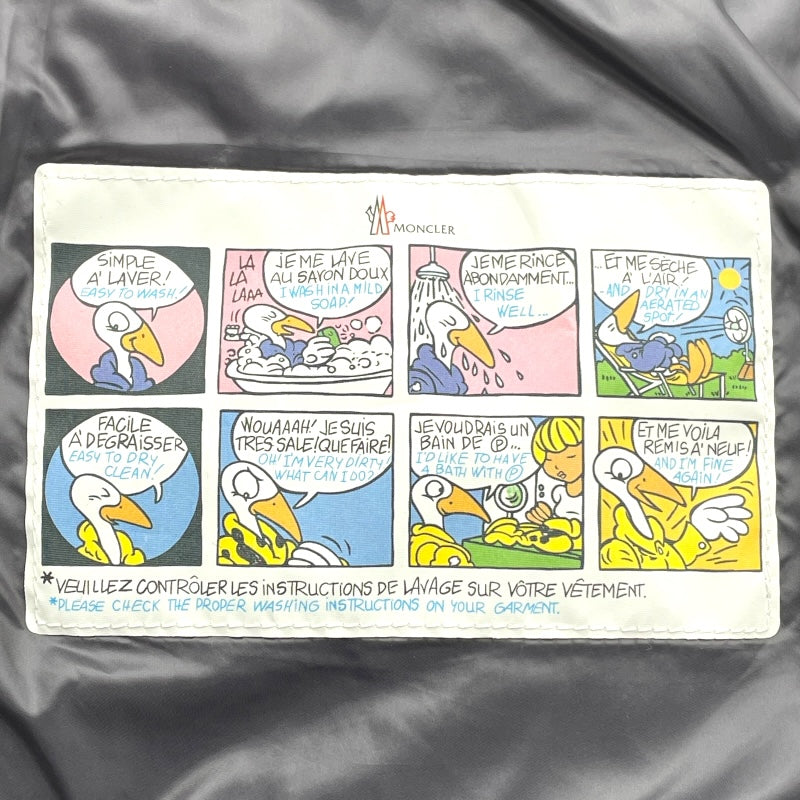 MONCLER
SIMPLE
A' LAVER!
EASY TO WASH!
LA
LÀ
LAAA
JE ME LAVE
AU SAVON DOUX
I WASH IN A MILD
SOAP!
JE ME RINCE
ABONDAMMENT...
I RINSE
WELL...
..ET ME SÈCHE
A' L'AIR.
..AND DRY IN AN
AERATED
SPOT!
FACILE
A' DEGRAISSER
EASY TO DRY
CLEAN!
WOUAAAH! JE SUIS
TRES SALE! QUE FAIRE!
OH! I'M VERY DIRTY!
WHAT CAN I DO?
JE VOUDRAIS UN
BAIN DE Ⓟ...
I'D LIKE TO HAVE
A BATH WITH Ⓟ
ET ME VOILA
REMIS A' NEUF!
AND I'M FINE
AGAIN!
*VEUILLEZ CONTRÔLER LES INSTRUCTIONS DE LAVAGE SUR VÔTRE VÊTEMENT.
*PLEASE CHECK THE PROPER WASHING INSTRUCTIONS ON YOUR GARMENT.